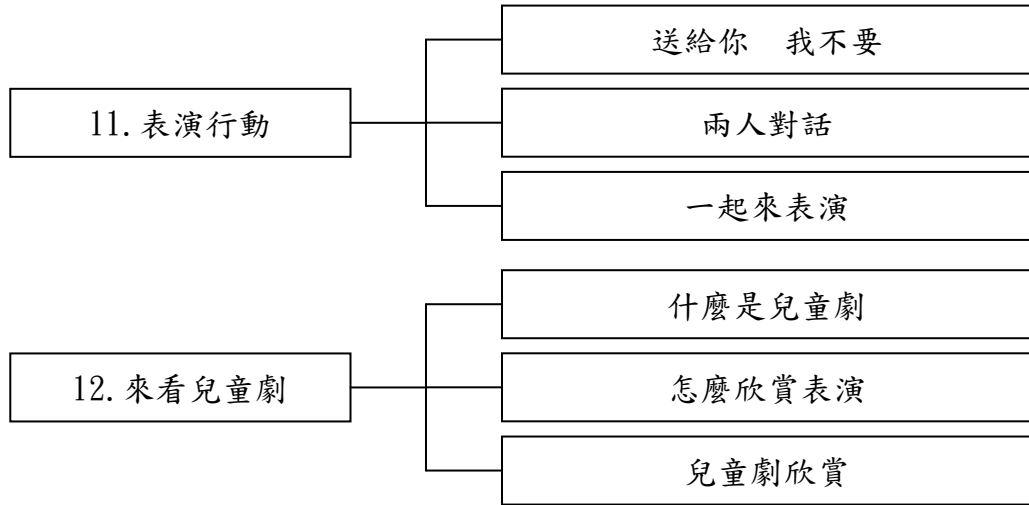 11.表演行動
送給你　我不要
兩人對話
一起來表演
12.來看兒童劇
什麼是兒童劇
怎麼欣賞表演
兒童劇欣賞